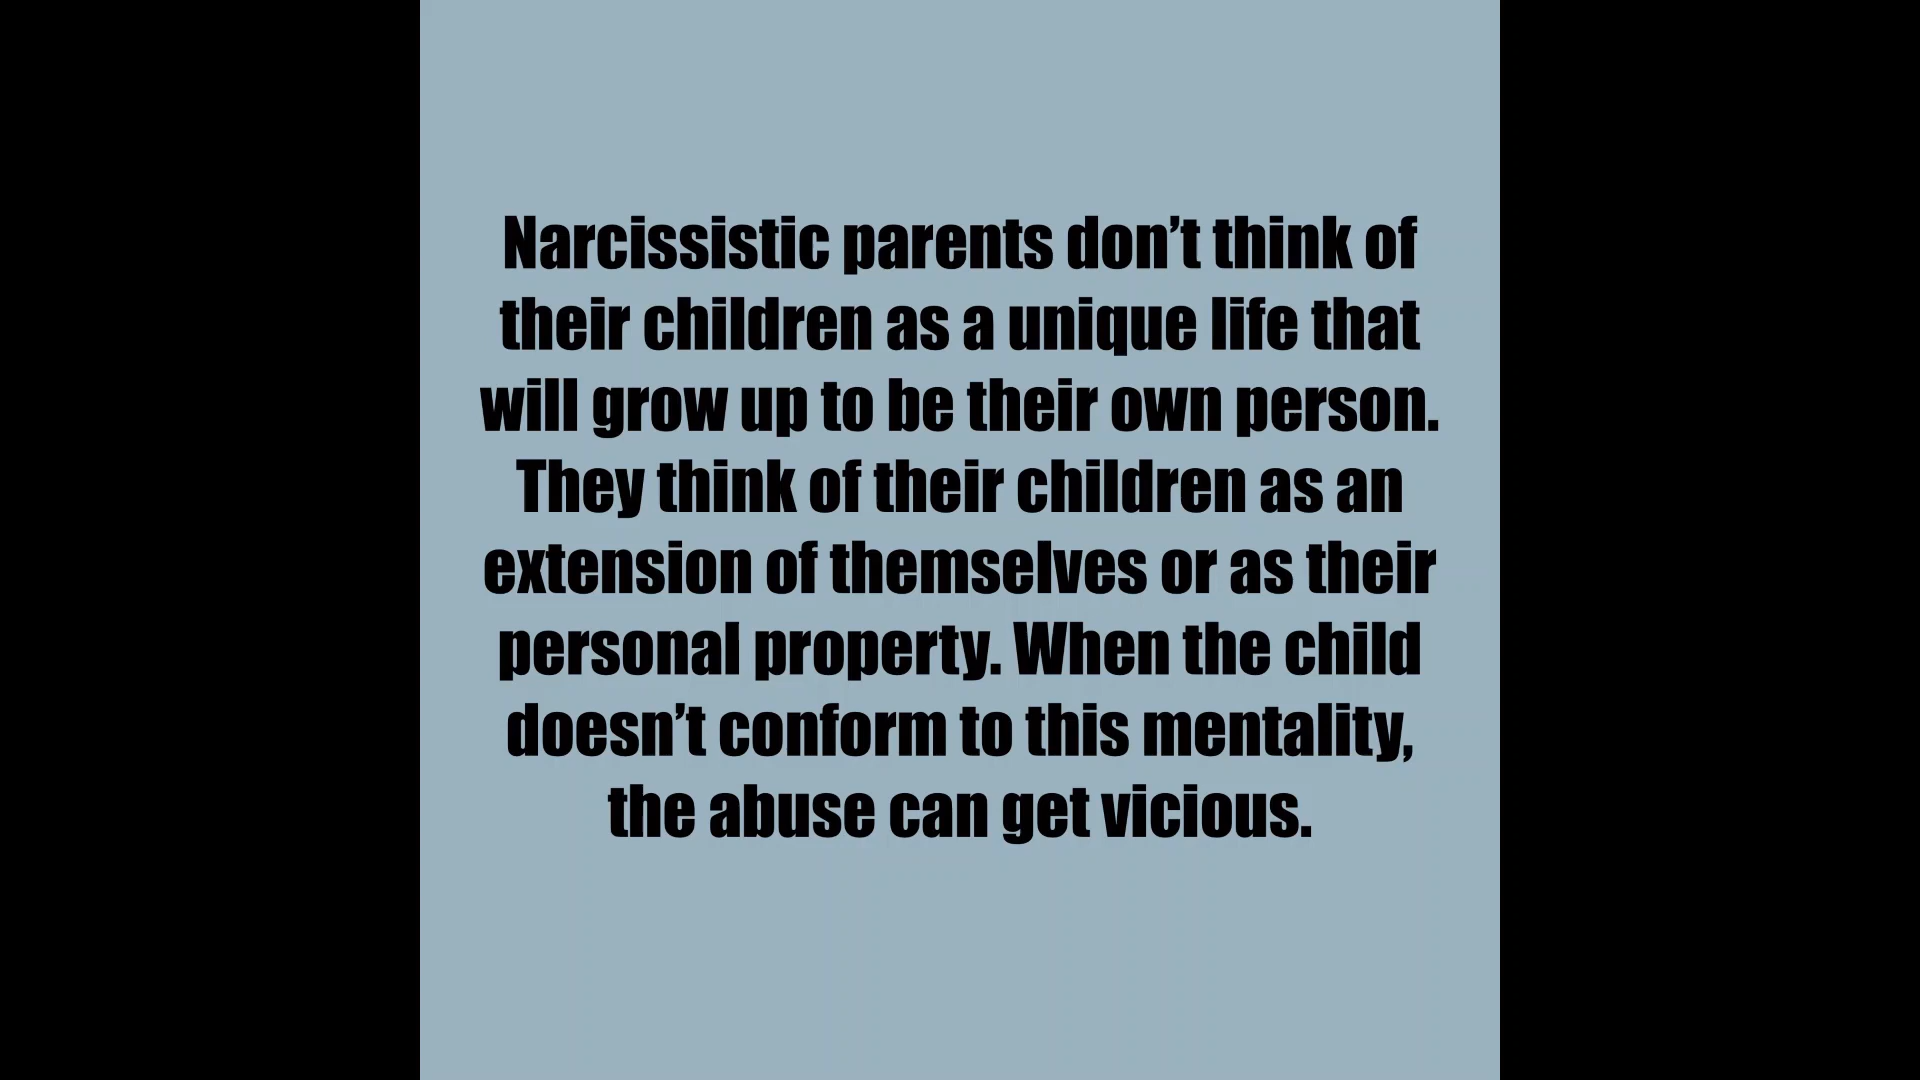 Narcissistic parents don’t think of
their children as a unique life that
will grow up to be their own person.
They think of their children as an
extension of themselves or as their
personal property. When the child
doesn’t conform to this mentality,
the abuse can get vicious.